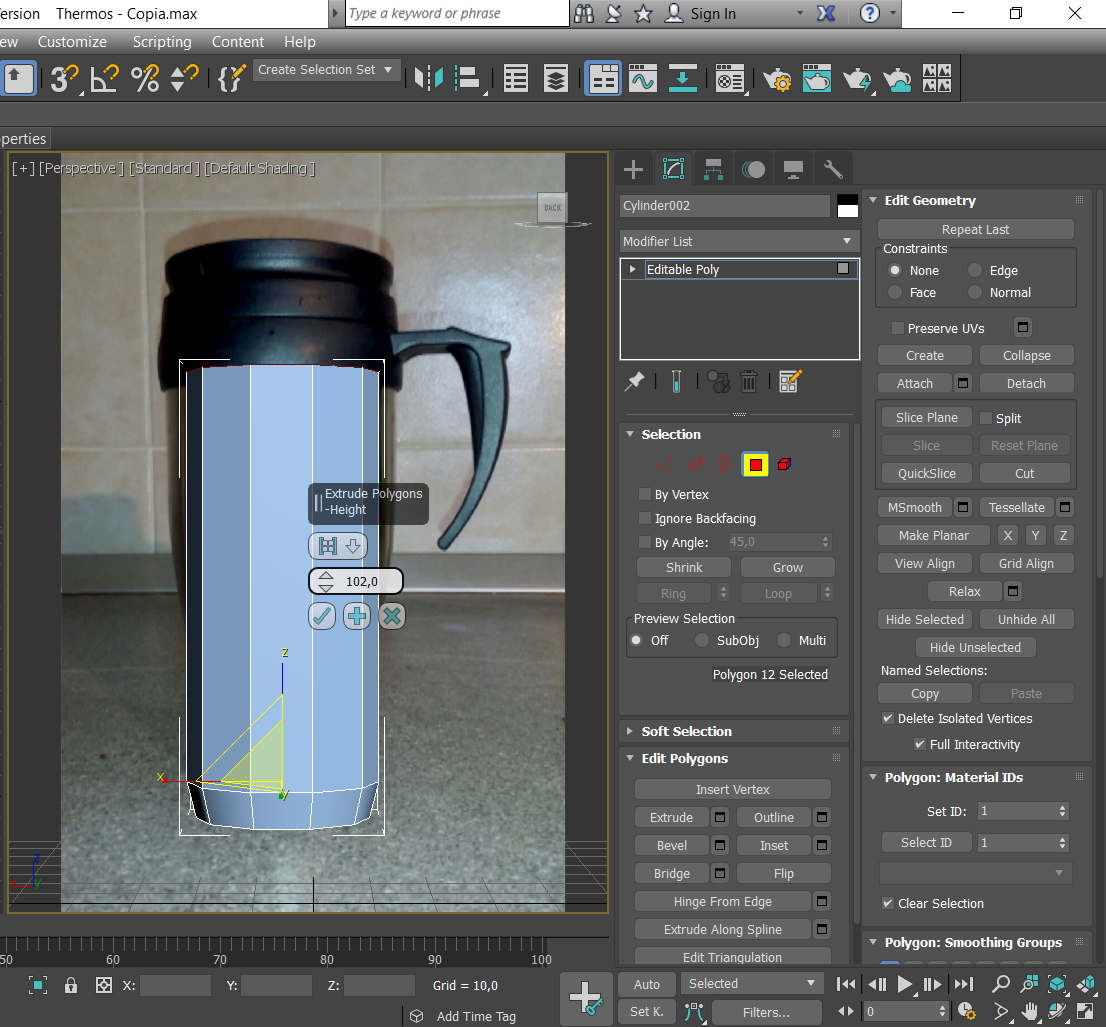 ersion Thermos - Copia.max Type a keyword or phrase Sign In
ew Customize Scripting Content Help
3 % Create Selection Set
perties
[+] [Perspective ] [Standard ] [Default Shading ]
BACK
Extrude Polygons
-Height
102,0
z
x
y
z
x
y
50 60 70 80 90 100
X: Y: Z: Grid = 10,0
Add Time Tag
Cylinder002
Modifier List
Editable Poly
Selection
By Vertex
Ignore Backfacing
By Angle: 45,0
Shrink Grow
Ring Loop
Preview Selection
Off SubObj Multi
Polygon 12 Selected
Soft Selection
Edit Polygons
Insert Vertex
Extrude Outline
Bevel Inset
Bridge Flip
Hinge From Edge
Extrude Along Spline
Edit Triangulation
Edit Geometry
Repeat Last
Constraints
None Edge
Face Normal
Preserve UVs
Create Collapse
Attach Detach
Slice Plane Split
Slice Reset Plane
QuickSlice Cut
MSmooth Tessellate
Make Planar X Y Z
View Align Grid Align
Relax
Hide Selected Unhide All
Hide Unselected
Named Selections:
Copy Paste
Delete Isolated Vertices
Full Interactivity
Polygon: Material IDs
Set ID: 1
Select ID 1
Clear Selection
Polygon: Smoothing Groups
Auto Selected
Set K. Filters... 0